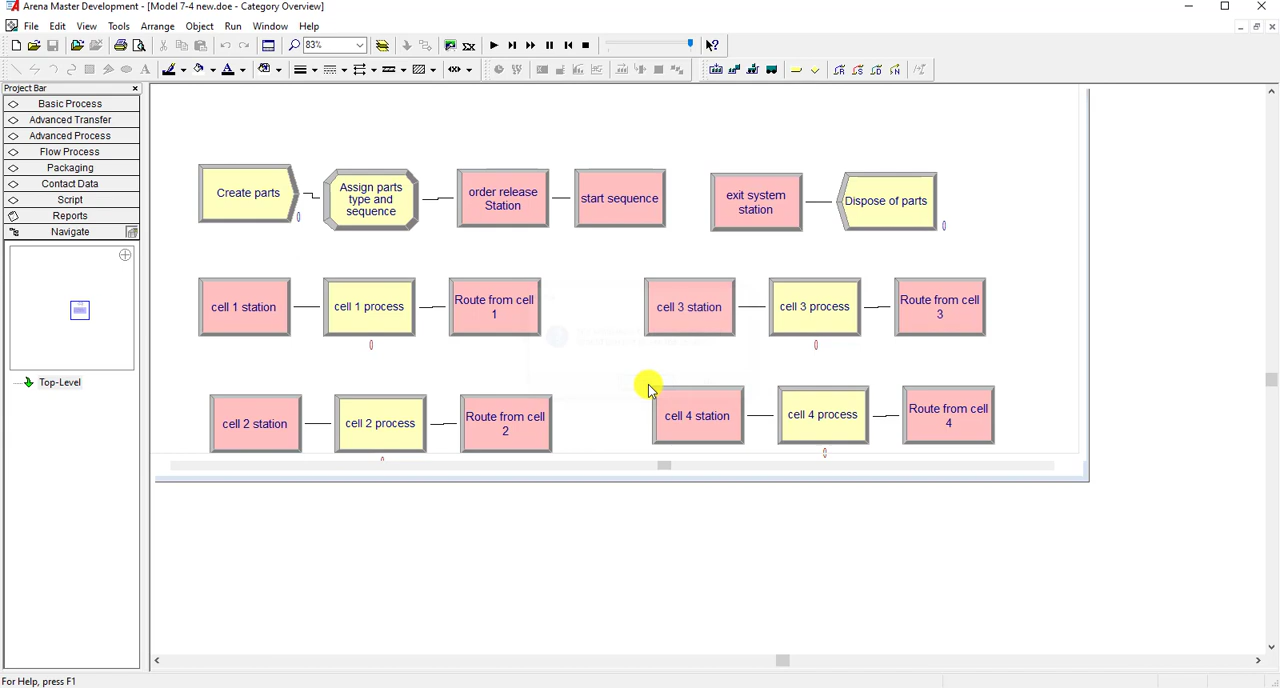 Arena Master Development - [Model 7-4 new.doe - Category Overview]
File Edit View Tools Arrange Object Run Window Help
83%
Project Bar
Basic Process
Advanced Transfer
Advanced Process
Flow Process
Packaging
Contact Data
Script
Reports
Navigate
Top-Level
Create parts
0
Assign parts
type and
sequence
order release
Station
start sequence
exit system
station
Dispose of parts
0
cell 1 station
cell 1 process
0
Route from cell
1
cell 3 station
cell 3 process
0
Route from cell
3
cell 2 station
cell 2 process
Route from cell
2
cell 4 station
cell 4 process
0
Route from cell
4
For Help, press F1